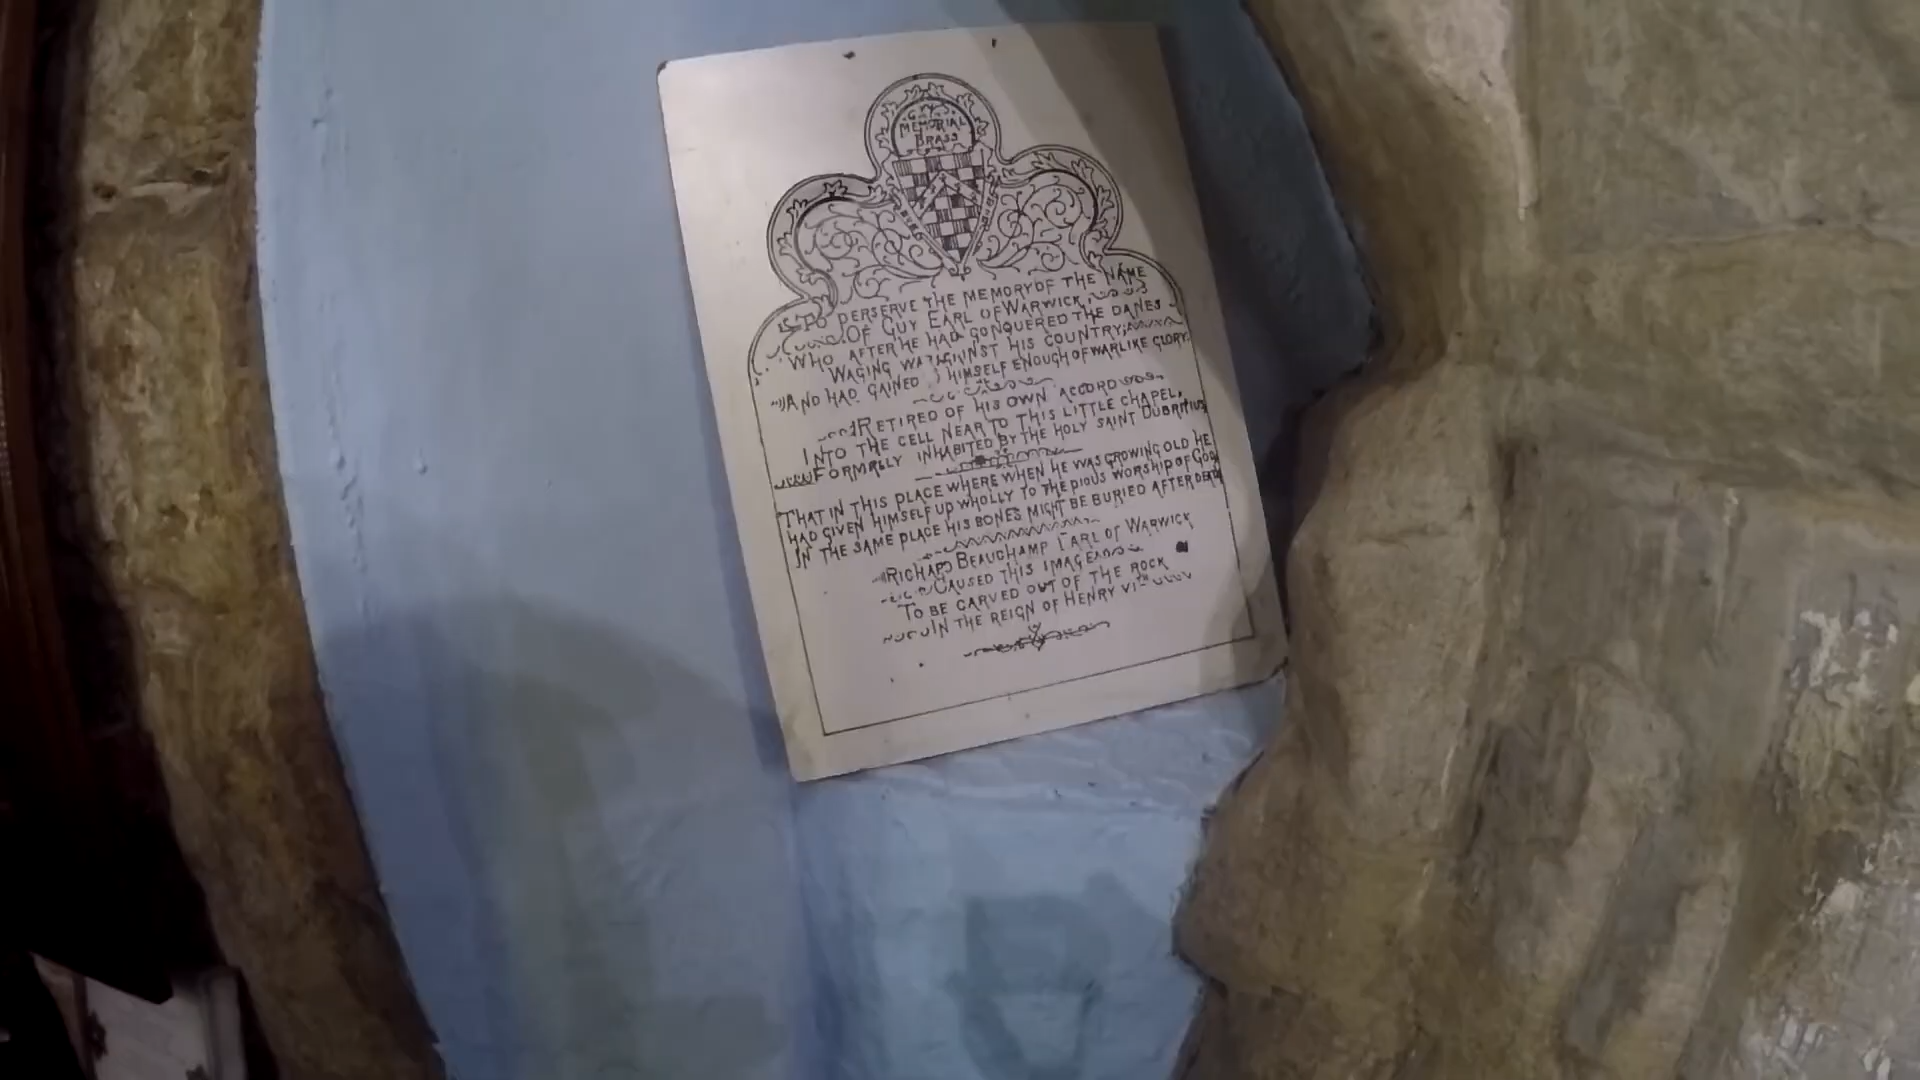 GUY'S
MEMORIAL
BRASS
TO PERSERVE THE MEMORY OF THE NAME
OF GUY EARL OF WARWICK
WHO AFTER HE HAD CONQUERED THE DANES
WAGING WAR AGAINST HIS COUNTRY;
AND HAD GAINED HIMSELF ENOUGH OF WARLIKE GLORY
RETIRED OF HIS OWN ACCORD
INTO THE CELL NEAR TO THIS LITTLE CHAPEL,
FORMERLY INHABITED BY THE HOLY SAINT DUBRITIUS
THAT IN THIS PLACE WHERE WHEN HE WAS GROWING OLD HE
HAD GIVEN HIMSELF UP WHOLLY TO THE PIOUS WORSHIP OF GOD
IN THE SAME PLACE HIS BONES MIGHT BE BURIED AFTER DEATH
RICHARD BEAUCHAMP EARL OF WARWICK
CAUSED THIS IMAGE
TO BE CARVED OUT OF THE ROCK
IN THE REIGN OF HENRY VITH